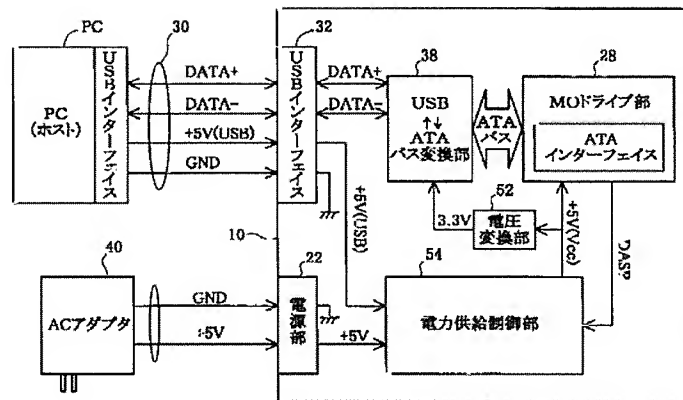 PC
30
32
38
28
PC
(ホスト)
USBインターフェイス
DATA+
DATA−
+5V(USB)
GND
USBインターフェイス
DATA+
DATA−
USB
↑↓
ATA
バス変換部
ATA
バス
MOドライブ部
ATA
インターフェイス
+5V(USB)
3.3V
52
電圧
変換部
+5V(Vcc)
DASP
10
40
22
54
ACアダプタ
GND
+5V
電源部
+5V
電力供給制御部